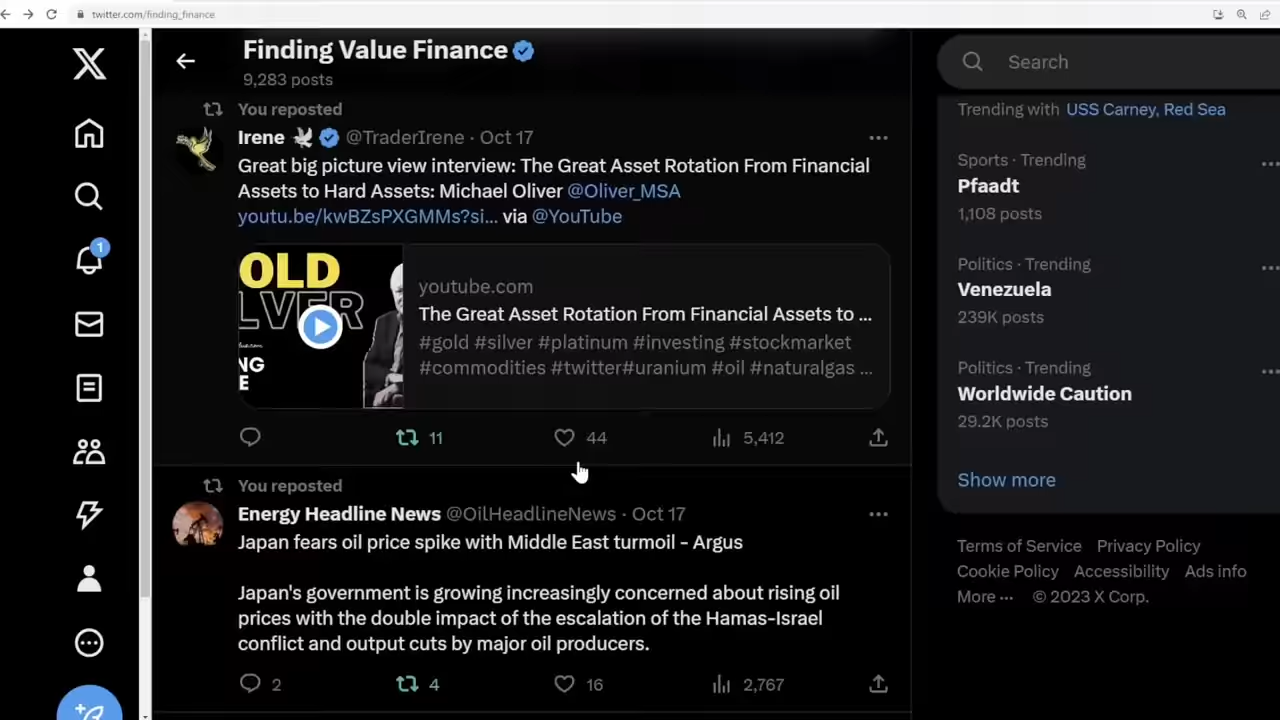 twitter.com/finding_finance
Finding Value Finance
9,283 posts
You reposted
Irene @TraderIrene · Oct 17
Great big picture view interview: The Great Asset Rotation From Financial
Assets to Hard Assets: Michael Oliver @Oliver_MSA
youtu.be/kwBZsPXGMMs?si... via @YouTube
OLD
LVER
NG
E
youtube.com
The Great Asset Rotation From Financial Assets to ...
#gold #silver #platinum #investing #stockmarket
#commodities #twitter#uranium #oil #naturalgas ...
11
44
5,412
You reposted
Energy Headline News @OilHeadlineNews · Oct 17
Japan fears oil price spike with Middle East turmoil – Argus
Japan's government is growing increasingly concerned about rising oil
prices with the double impact of the escalation of the Hamas-Israel
conflict and output cuts by major oil producers.
2
4
16
2,767
1
Search
Trending with USS Carney, Red Sea
Sports · Trending
Pfaadt
1,108 posts
Politics · Trending
Venezuela
239K posts
Politics · Trending
Worldwide Caution
29.2K posts
Show more
Terms of Service Privacy Policy
Cookie Policy Accessibility Ads info
More ··· © 2023 X Corp.